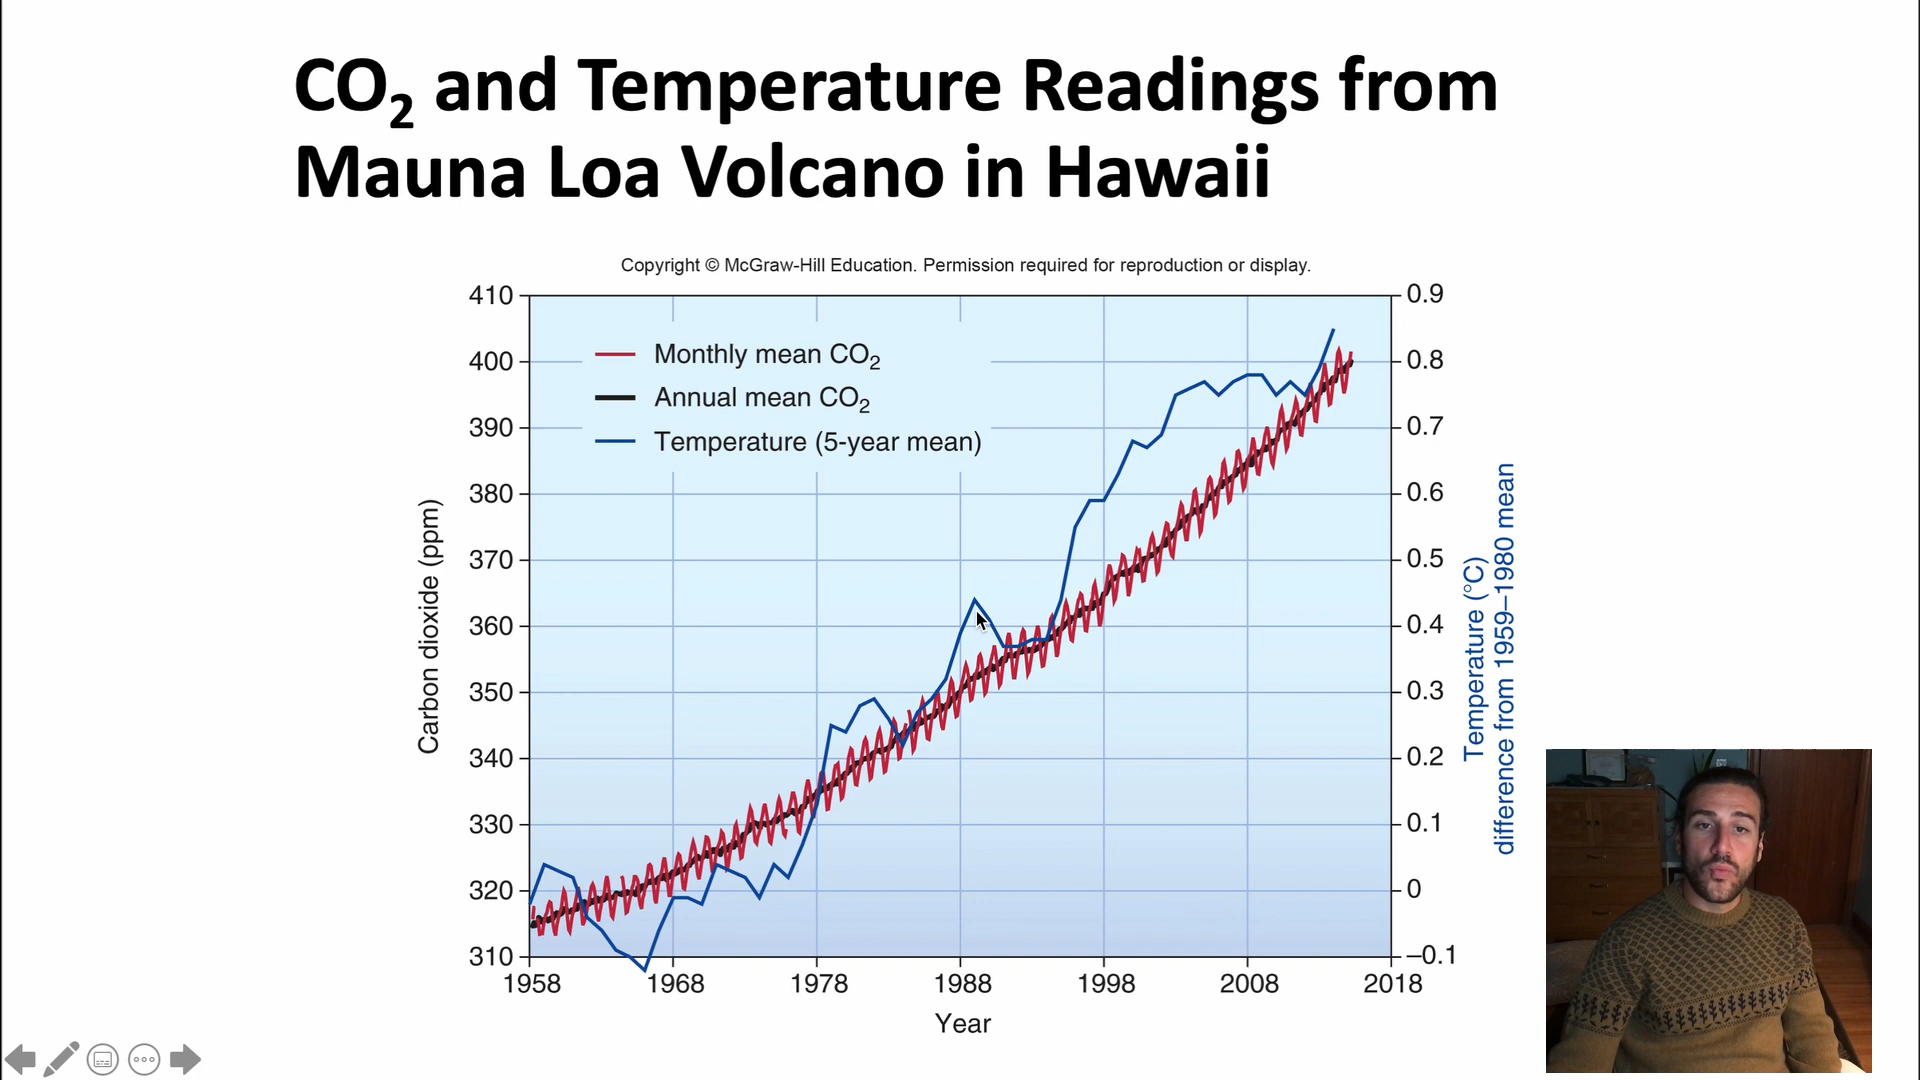 CO₂ and Temperature Readings from
Mauna Loa Volcano in Hawaii
Copyright © McGraw-Hill Education. Permission required for reproduction or display.
Monthly mean CO₂
Annual mean CO₂
Temperature (5-year mean)
Carbon dioxide (ppm)
410
400
390
380
370
360
350
340
330
320
310
0.9
0.8
0.7
0.6
0.5
0.4
0.3
0.2
0.1
0
–0.1
Temperature (°C)
difference from 1959–1980 mean
1958 1968 1978 1988 1998 2008 2018
Year